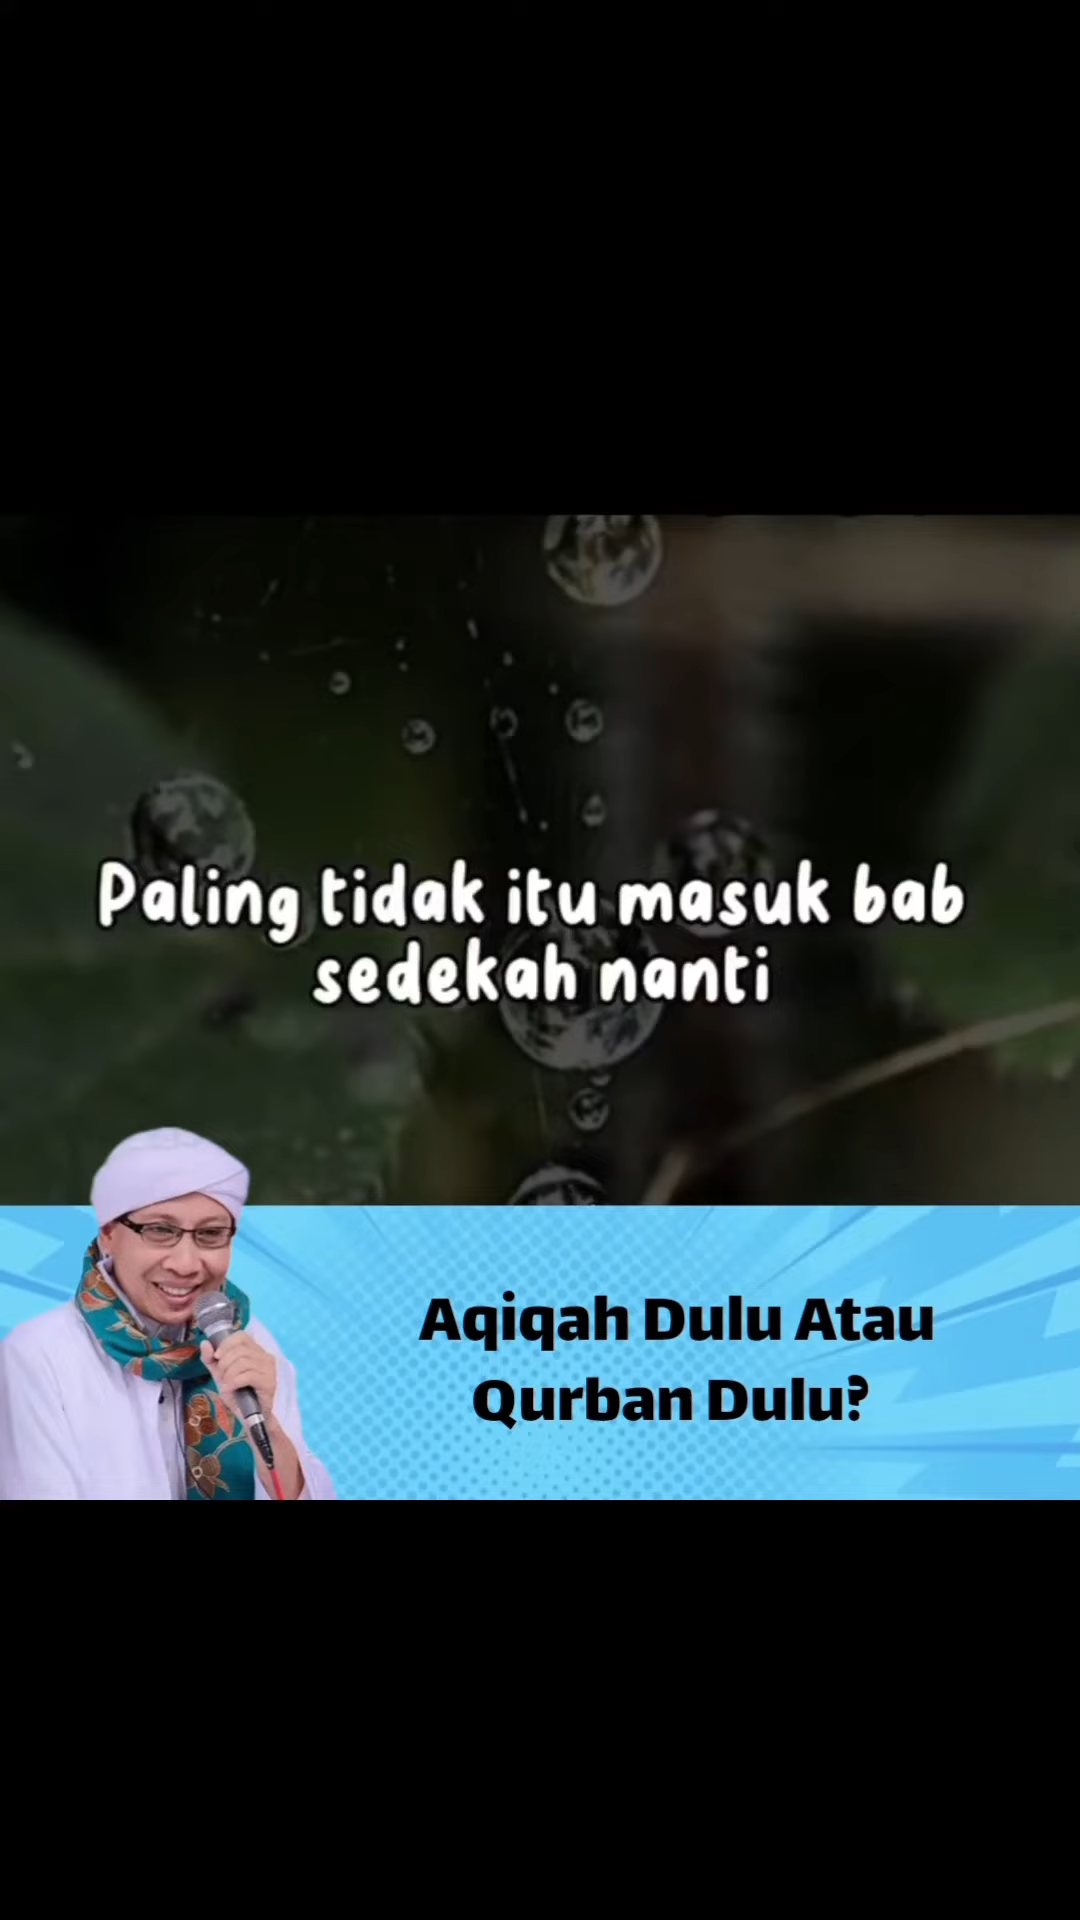 Paling tidak itu masuk bab
sedekah nanti
Aqiqah Dulu Atau
Qurban Dulu?